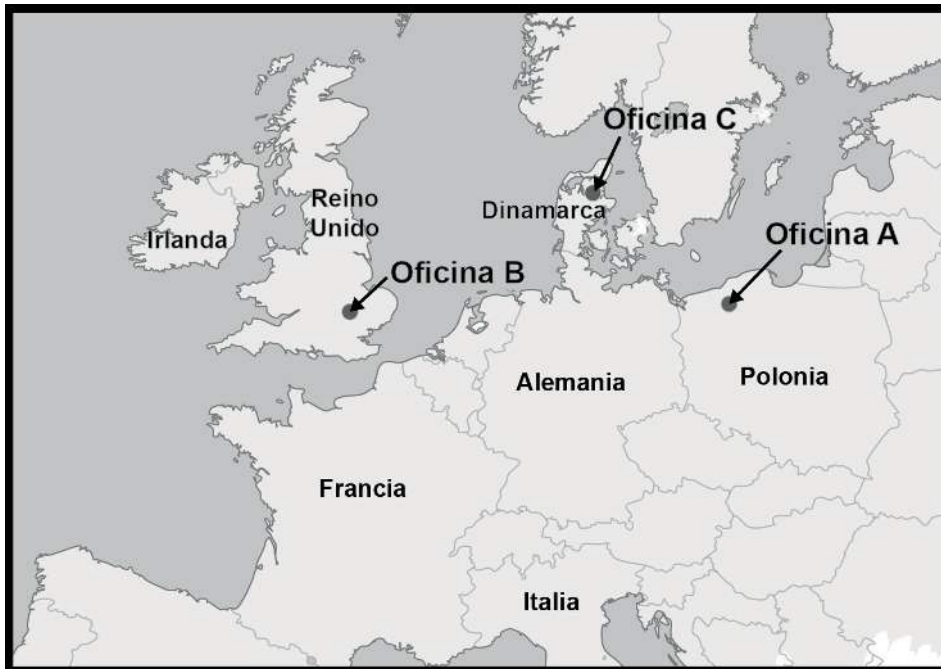 Oficina C
Reino
Unido
Dinamarca
Irlanda
Oficina A
Oficina B
Alemania
Polonia
Francia
Italia